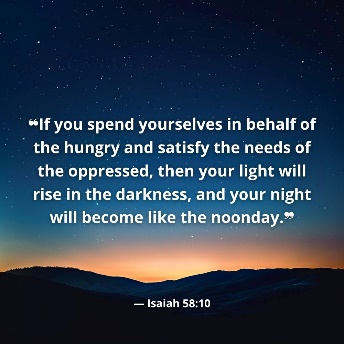 ❝If you spend yourselves in behalf of
the hungry and satisfy the needs of
the oppressed, then your light will
rise in the darkness, and your night
will become like the noonday.❞
— Isaiah 58:10